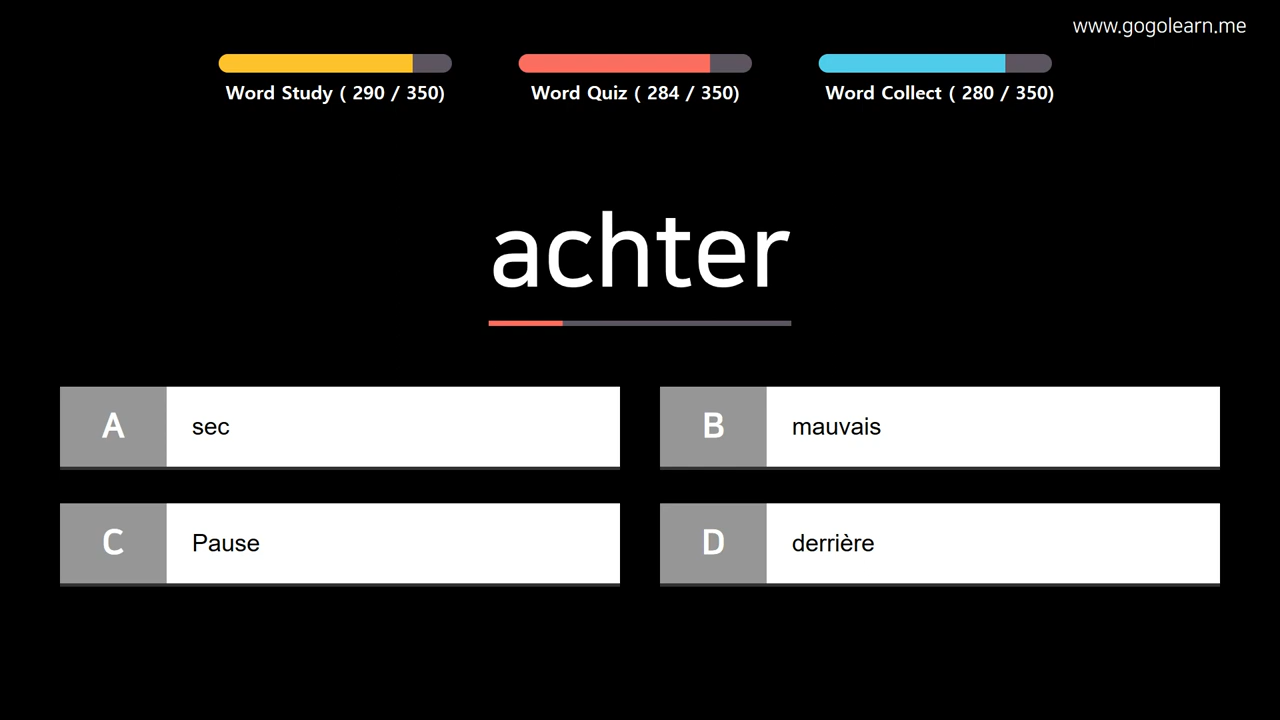 www.gogolearn.me
Word Study ( 290 / 350)
Word Quiz ( 284 / 350)
Word Collect ( 280 / 350)
achter
A sec
B mauvais
C Pause
D derrière